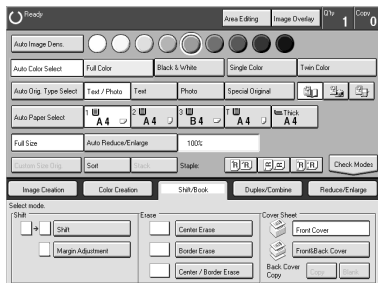 Ready Area Editing Image Overlay Q'ty 1 Copy 0
Auto Image Dens.
Auto Color Select Full Color Black & White Single Color Twin Color
Auto Orig. Type Select Text / Photo Text Photo Special Original
Auto Paper Select 1 A4 2 A4 3 B4 T A4 Thick A4
Full Size Auto Reduce/Enlarge 100%
Custom Size Orig. Sort Stack Staple: Check Modes
Image Creation Color Creation Shift/Book Duplex/Combine Reduce/Enlarge
Select mode.
Shift Erase Cover Sheet
Shift Center Erase Front Cover
Margin Adjustment Border Erase Front&Back Cover
Center / Border Erase Back Cover Copy Copy Blank